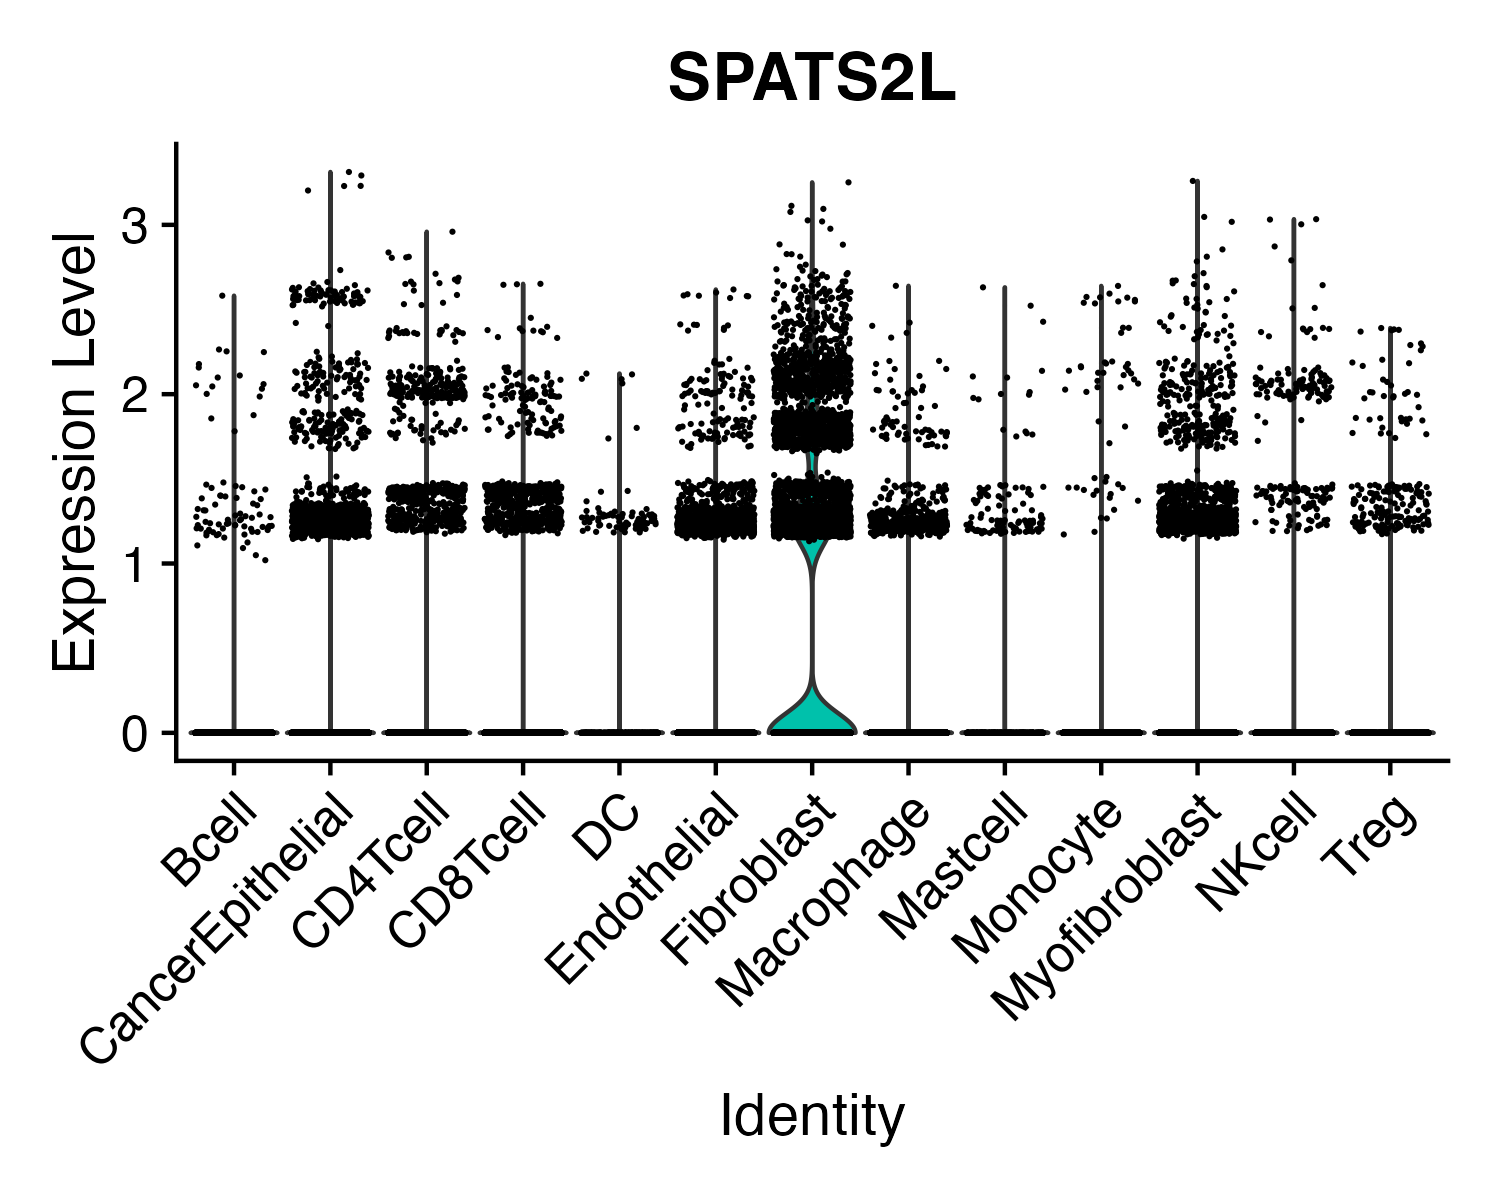 SPATS2L
Expression Level
3
2
1
0
Bcell
CancerEpithelial
CD4Tcell
CD8Tcell
DC
Endothelial
Fibroblast
Macrophage
Mastcell
Monocyte
Myofibroblast
NKcell
Treg
Identity